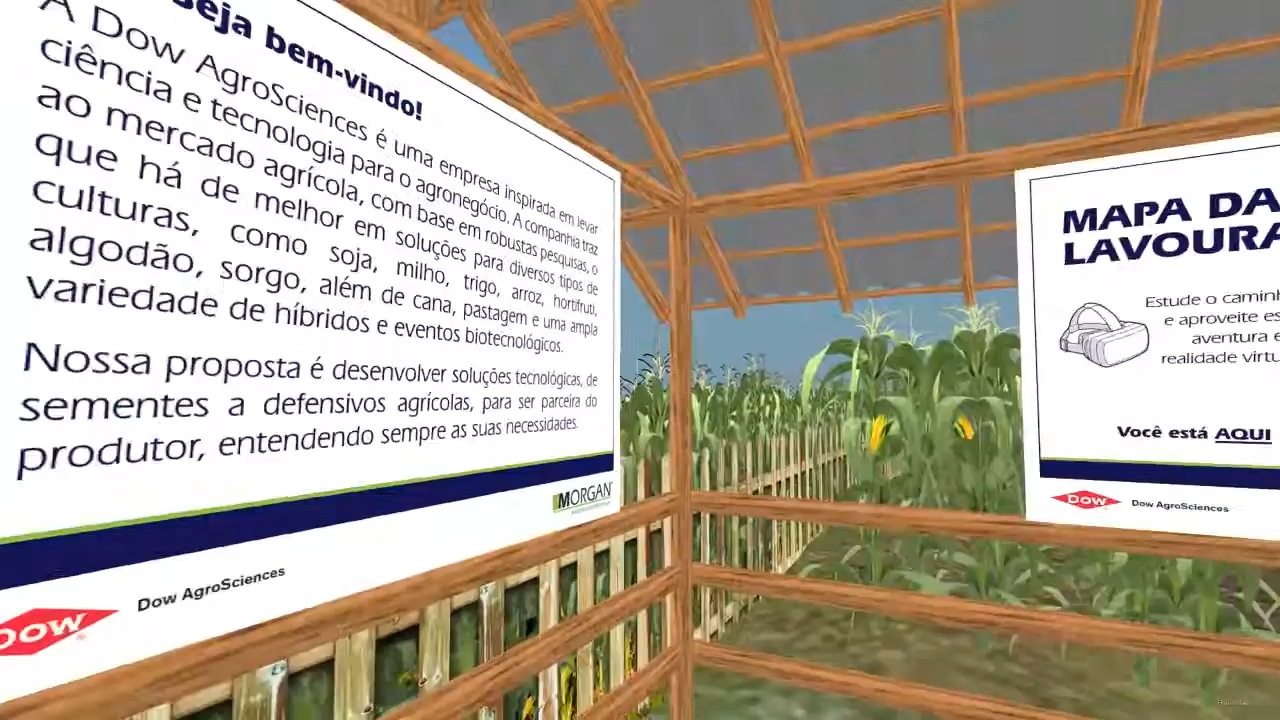 Seja bem-vindo!
A Dow AgroSciences é uma empresa inspirada em levar
ciência e tecnologia para o agronegócio. A companhia traz
ao mercado agrícola, com base em robustas pesquisas, o
que há de melhor em soluções para diversos tipos de
culturas, como soja, milho, trigo, arroz, hortifruti,
algodão, sorgo, além de cana, pastagem e uma ampla
variedade de híbridos e eventos biotecnológicos.
Nossa proposta é desenvolver soluções tecnológicas, de
sementes a defensivos agrícolas, para ser parceira do
produtor, entendendo sempre as suas necessidades.
MORGAN
DOW
Dow AgroSciences
MAPA DA
LAVOURA
Estude o caminh
e aproveite es
aventura e
realidade virtu
Você está AQUI
DOW
Dow AgroSciences